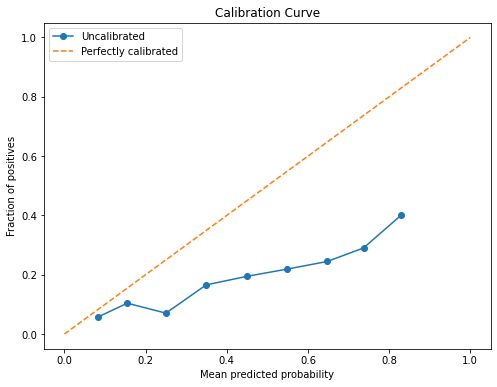 Calibration Curve
Uncalibrated
Perfectly calibrated
1.0
0.8
0.6
0.4
0.2
0.0
Fraction of positives
0.0 0.2 0.4 0.6 0.8 1.0
Mean predicted probability